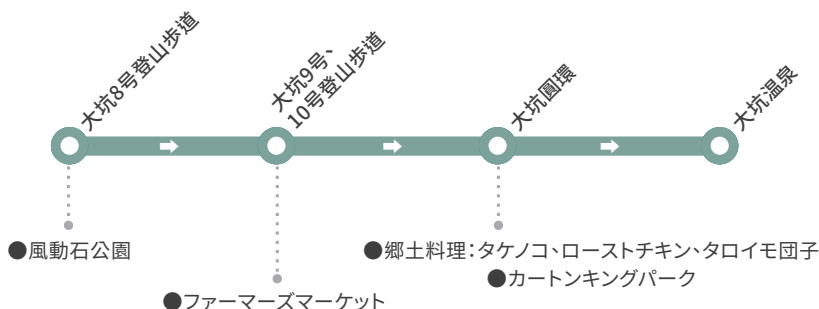 大坑8号登山歩道
大坑9号、
10号登山歩道
大坑圓環
大坑温泉
●風動石公園
●ファーマーズマーケット
●郷土料理：タケノコ、ローストチキン、タロイモ団子
●カートンキングパーク